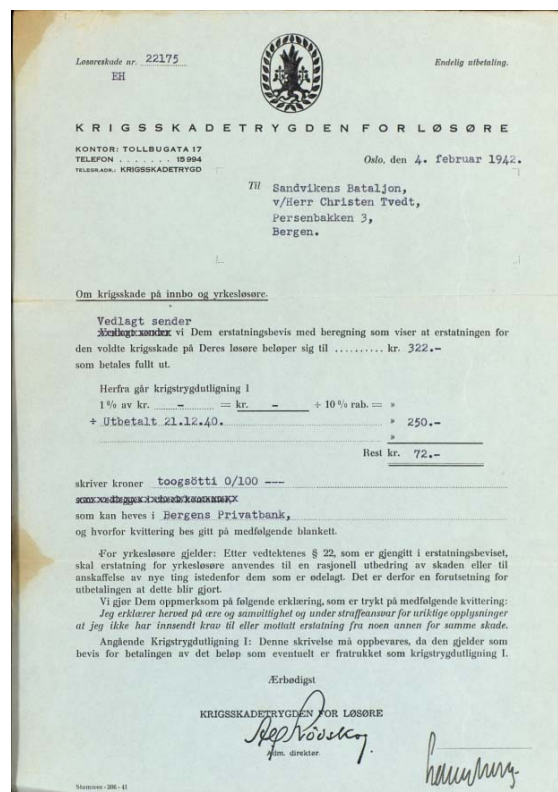 Løsøreskade nr. 22175
Endelig utbetaling.
EH
KRIGSSKADETRYGDEN FOR LØSØRE
KONTOR: TOLLBUGATA 17
TELEFON . . . . . . . 15 994
TELEGR.ADR.: KRIGSSKADETRYGD
Oslo, den 4. februar 1942.
Til Sandvikens Bataljon,
v/Herr Christen Tvedt,
Persenbakken 3,
Bergen.
Om krigsskade på innbo og yrkesløsøre.
Vedlagt sender
vi Dem erstatningsbevis med beregning som viser at erstatningen for
den voldte krigsskade på Deres løsøre beløper sig til .......... kr. 322.-
som betales fullt ut.
Herfra går krigstrygdutligning I
1 % av kr. - = kr. - ÷ 10 % rab. = »
÷ Utbetalt 21.12.40. » 250.-
»
Rest kr. 72.-
skriver kroner toogsötti 0/100 ---
som kan heves i Bergens Privatbank,
og hvorfor kvittering bes gitt på medfølgende blankett.
For yrkesløsøre gjelder: Etter vedtektenes § 22, som er gjengitt i erstatningsbeviset,
skal erstatning for yrkesløsøre anvendes til en rasjonell utbedring av skaden eller til
anskaffelse av nye ting istedenfor dem som er ødelagt. Det er derfor en forutsetning for
utbetalingen at dette blir gjort.
Vi gjør Dem oppmerksom på følgende erklæring, som er trykt på medfølgende kvittering:
Jeg erklærer herved på ære og samvittighet og under straffeansvar for uriktige opplysninger
at jeg ikke har innsendt krav til eller mottatt erstatning fra noen annen for samme skade.
Angående Krigstrygdutligning I: Denne skrivelse må oppbevares, da den gjelder som
bevis for betalingen av det beløp som eventuelt er fratrukket som krigstrygdutligning I.
Ærbødigst
KRIGSSKADETRYGDEN FOR LØSØRE
Adm. direktør.